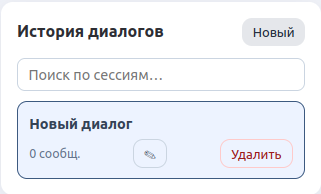 История диалогов
Новый
Поиск по сессиям...
Новый диалог
0 сообщ.
Удалить